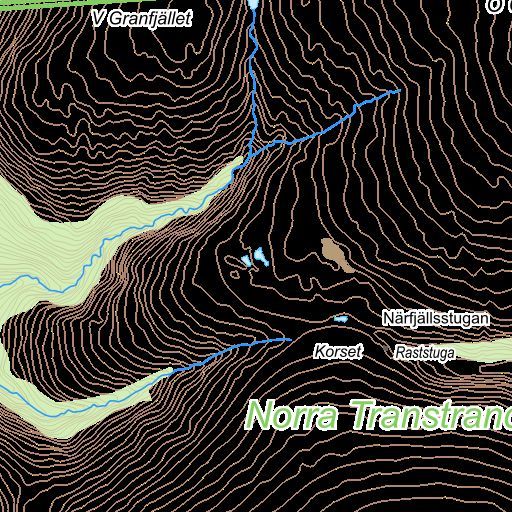 V Granfjället
Närfjällsstugan
Korset
Raststuga
Norra Transtrand